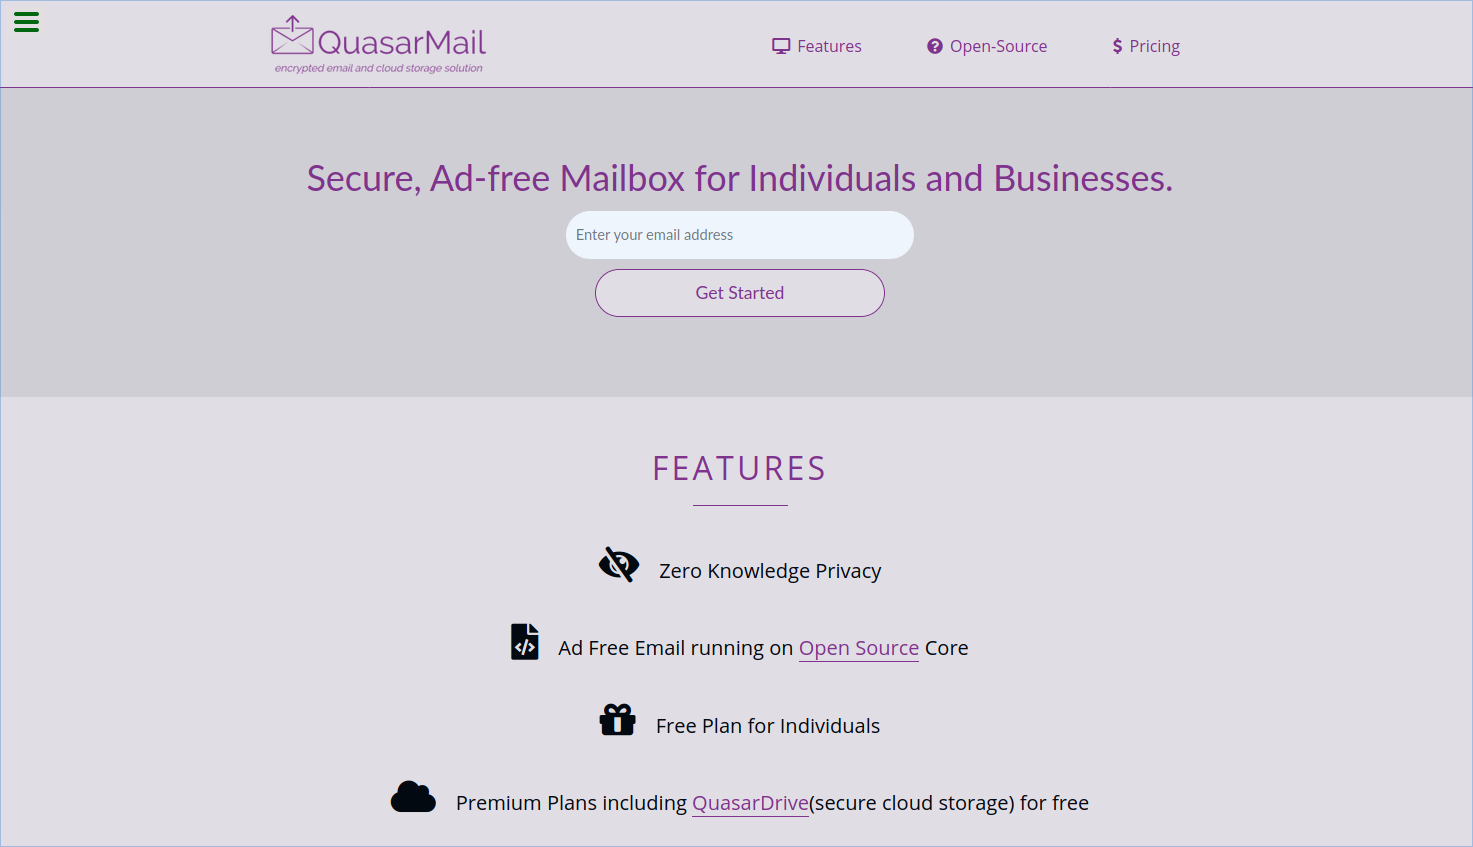 QuasarMail
encrypted email and cloud storage solution
Features
Open-Source
Pricing
Secure, Ad-free Mailbox for Individuals and Businesses.
Enter your email address
Get Started
FEATURES
Zero Knowledge Privacy
Ad Free Email running on Open Source Core
Free Plan for Individuals
Premium Plans including QuasarDrive(secure cloud storage) for free